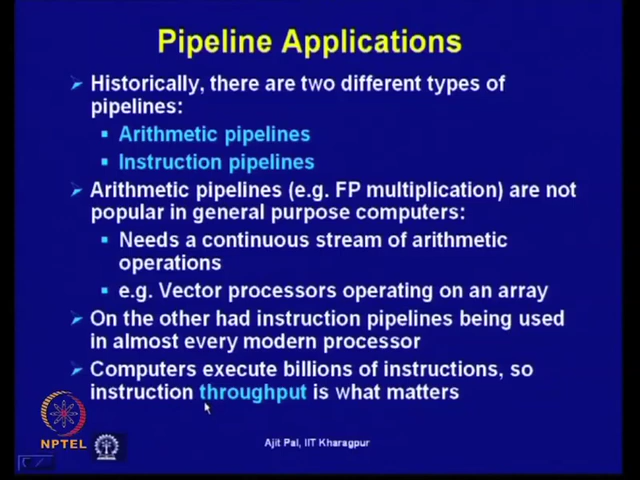 Pipeline Applications
Historically, there are two different types of
pipelines:
Arithmetic pipelines
Instruction pipelines
Arithmetic pipelines (e.g. FP multiplication) are not
popular in general purpose computers:
Needs a continuous stream of arithmetic
operations
e.g. Vector processors operating on an array
On the other had instruction pipelines being used
in almost every modern processor
Computers execute billions of instructions, so
instruction throughput is what matters
NPTEL
Ajit Pal, IIT Kharagpur